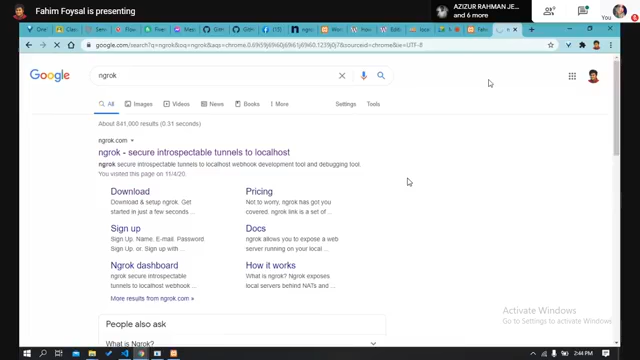 Fahim Foysal is presenting
AZIZUR RAHMAN JE...
and 6 more
You
google.com/search?q=ngrok&oq=ngrok&aqs=chrome.0.69i59j69i60l3j69i61j69i60.1239j0j7&sourceid=chrome&ie=UTF-8
Google
ngrok
All
Images
Videos
News
Books
More
Settings
Tools
About 841,000 results (0.31 seconds)
ngrok.com
ngrok - secure introspectable tunnels to localhost
ngrok secure introspectable tunnels to localhost webhook development tool and debugging tool.
You visited this page on 11/4/20.
Download
Download & setup ngrok. Get
started in just a few seconds ...
Pricing
Not to worry, ngrok has got you
covered. ngrok link is a set of ...
Sign up
Sign Up. Name. E-mail. Password
Sign Up. or. Sign up with ...
Docs
ngrok allows you to expose a web
server running on your local ...
Ngrok dashboard
ngrok secure introspectable
tunnels to localhost webhook ...
How it works
What is ngrok? Ngrok exposes
local servers behind NATs and ...
More results from ngrok.com »
People also ask
What is Ngrok?
Activate Windows
Go to Settings to activate Windows.
2:44 PM